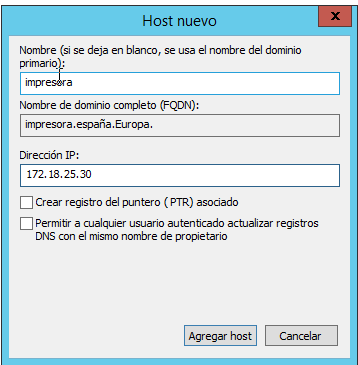 Host nuevo
x
Nombre (si se deja en blanco, se usa el nombre del dominio
primario):
impresora
Nombre de dominio completo (FQDN):
impresora.españa.Europa.
Dirección IP:
172.18.25.30
Crear registro del puntero (PTR) asociado
Permitir a cualquier usuario autenticado actualizar registros
DNS con el mismo nombre de propietario
Agregar host
Cancelar